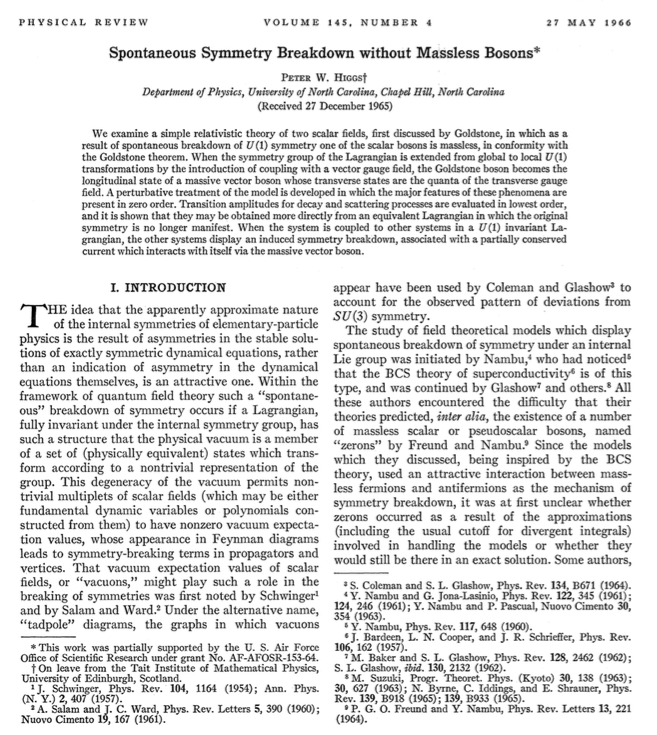 PHYSICAL REVIEW VOLUME 145, NUMBER 4 27 MAY 1966
Spontaneous Symmetry Breakdown without Massless Bosons*
PETER W. HIGGS†
Department of Physics, University of North Carolina, Chapel Hill, North Carolina
(Received 27 December 1965)
We examine a simple relativistic theory of two scalar fields, first discussed by Goldstone, in which as a
result of spontaneous breakdown of U(1) symmetry one of the scalar bosons is massless, in conformity with
the Goldstone theorem. When the symmetry group of the Lagrangian is extended from global to local U(1)
transformations by the introduction of coupling with a vector gauge field, the Goldstone boson becomes the
longitudinal state of a massive vector boson whose transverse states are the quanta of the transverse gauge
field. A perturbative treatment of the model is developed in which the major features of these phenomena are
present in zero order. Transition amplitudes for decay and scattering processes are evaluated in lowest order,
and it is shown that they may be obtained more directly from an equivalent Lagrangian in which the original
symmetry is no longer manifest. When the system is coupled to other systems in a U(1) invariant La-
grangian, the other systems display an induced symmetry breakdown, associated with a partially conserved
current which interacts with itself via the massive vector boson.
I. INTRODUCTION
THE idea that the apparently approximate nature
of the internal symmetries of elementary-particle
physics is the result of asymmetries in the stable solu-
tions of exactly symmetric dynamical equations, rather
than an indication of asymmetry in the dynamical
equations themselves, is an attractive one. Within the
framework of quantum field theory such a "spontane-
ous" breakdown of symmetry occurs if a Lagrangian,
fully invariant under the internal symmetry group, has
such a structure that the physical vacuum is a member
of a set of (physically equivalent) states which trans-
form according to a nontrivial representation of the
group. This degeneracy of the vacuum permits non-
trivial multiplets of scalar fields (which may be either
fundamental dynamic variables or polynomials con-
structed from them) to have nonzero vacuum expecta-
tion values, whose appearance in Feynman diagrams
leads to symmetry-breaking terms in propagators and
vertices. That vacuum expectation values of scalar
fields, or "vacuons," might play such a role in the
breaking of symmetries was first noted by Schwinger¹
and by Salam and Ward.² Under the alternative name,
"tadpole" diagrams, the graphs in which vacuons
* This work was partially supported by the U. S. Air Force
Office of Scientific Research under grant No. AF-AFOSR-153-64.
† On leave from the Tait Institute of Mathematical Physics,
University of Edinburgh, Scotland.
¹ J. Schwinger, Phys. Rev. 104, 1164 (1954); Ann. Phys.
(N. Y.) 2, 407 (1957).
² A. Salam and J. C. Ward, Phys. Rev. Letters 5, 390 (1960);
Nuovo Cimento 19, 167 (1961).
appear have been used by Coleman and Glashow³ to
account for the observed pattern of deviations from
SU(3) symmetry.
The study of field theoretical models which display
spontaneous breakdown of symmetry under an internal
Lie group was initiated by Nambu,⁴ who had noticed⁵
that the BCS theory of superconductivity⁶ is of this
type, and was continued by Glashow⁷ and others.⁸ All
these authors encountered the difficulty that their
theories predicted, inter alia, the existence of a number
of massless scalar or pseudoscalar bosons, named
"zerons" by Freund and Nambu.⁹ Since the models
which they discussed, being inspired by the BCS
theory, used an attractive interaction between mass-
less fermions and antifermions as the mechanism of
symmetry breakdown, it was at first unclear whether
zerons occurred as a result of the approximations
(including the usual cutoff for divergent integrals)
involved in handling the models or whether they
would still be there in an exact solution. Some authors,
³ S. Coleman and S. L. Glashow, Phys. Rev. 134, B671 (1964).
⁴ Y. Nambu and G. Jona-Lasinio, Phys. Rev. 122, 345 (1961);
124, 246 (1961); Y. Nambu and P. Pascual, Nuovo Cimento 30,
354 (1963).
⁵ Y. Nambu, Phys. Rev. 117, 648 (1960).
⁶ J. Bardeen, L. N. Cooper, and J. R. Schrieffer, Phys. Rev.
106, 162 (1957).
⁷ M. Baker and S. L. Glashow, Phys. Rev. 128, 2462 (1962);
S. L. Glashow, ibid. 130, 2132 (1962).
⁸ M. Suzuki, Progr. Theoret. Phys. (Kyoto) 30, 138 (1963);
30, 627 (1963); N. Byrne, C. Iddings, and E. Shrauner, Phys.
Rev. 139, B918 (1965); 139, B933 (1965).
⁹ P. G. O. Freund and Y. Nambu, Phys. Rev. Letters 13, 221
(1964).